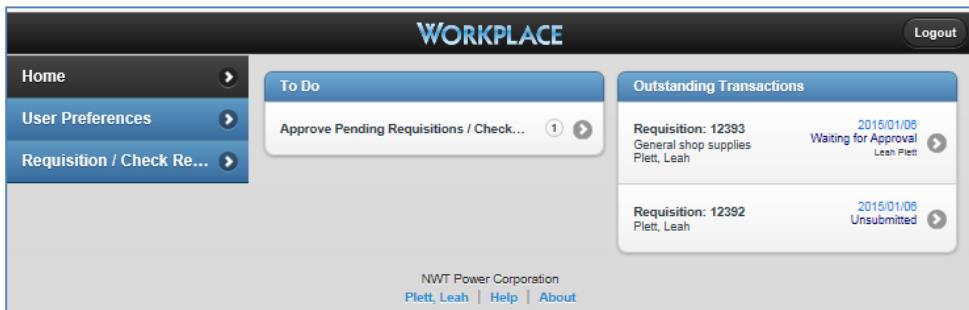 WORKPLACE
Logout
Home
User Preferences
Requisition / Check Re...
To Do
Approve Pending Requisitions / Check... 1
Outstanding Transactions
Requisition: 12393
General shop supplies
Plett, Leah
2015/01/06
Waiting for Approval
Leah Plett
Requisition: 12392
Plett, Leah
2015/01/06
Unsubmitted
NWT Power Corporation
Plett, Leah | Help | About